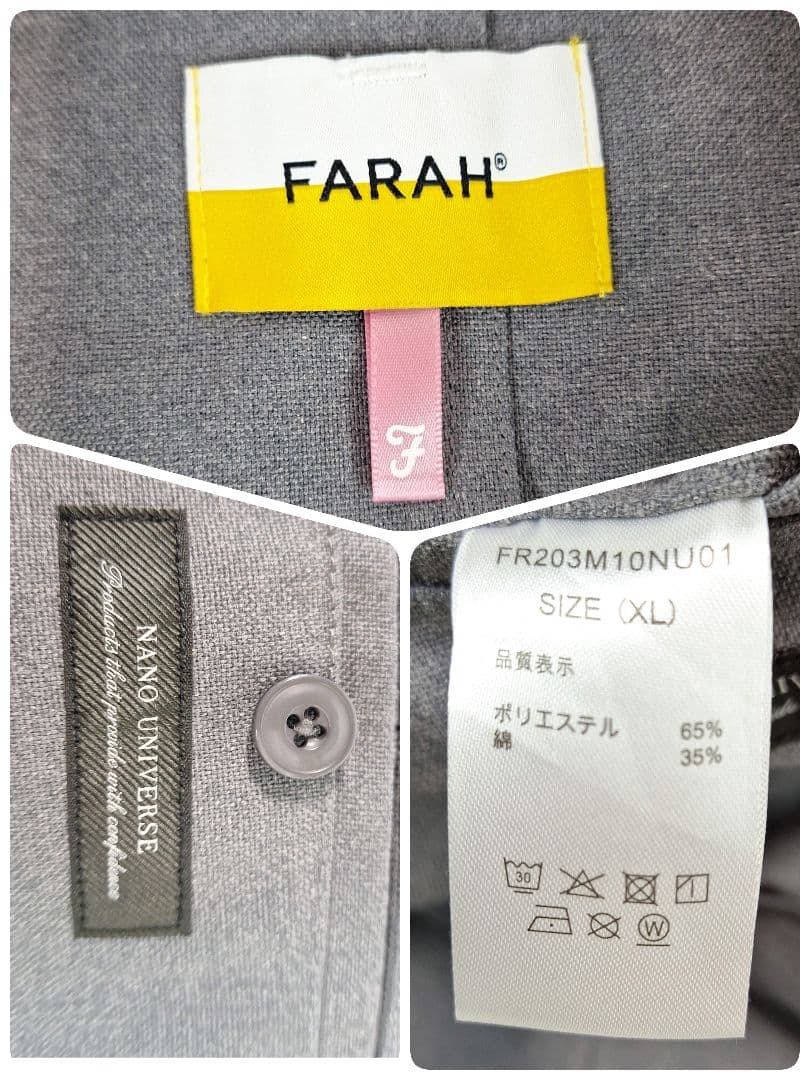 FARAH®
F
NANO UNIVERSE
Products that provide with confidence
FR203M10NU01
SIZE (XL)
品質表示
ポリエステル 65%
綿 35%
30
W